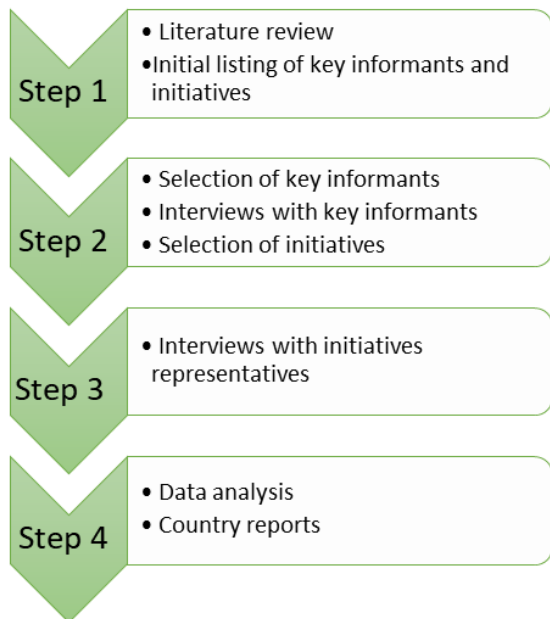 Step 1
• Literature review
•Initial listing of key informants and
initiatives
Step 2
• Selection of key informants
• Interviews with key informants
• Selection of initiatives
Step 3
• Interviews with initiatives
representatives
Step 4
• Data analysis
• Country reports